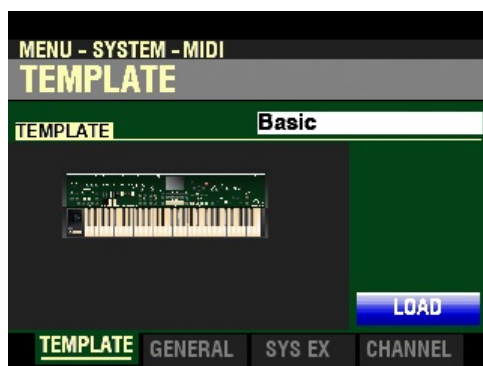 MENU - SYSTEM - MIDI
TEMPLATE
TEMPLATE Basic
LOAD
TEMPLATE GENERAL SYS EX CHANNEL